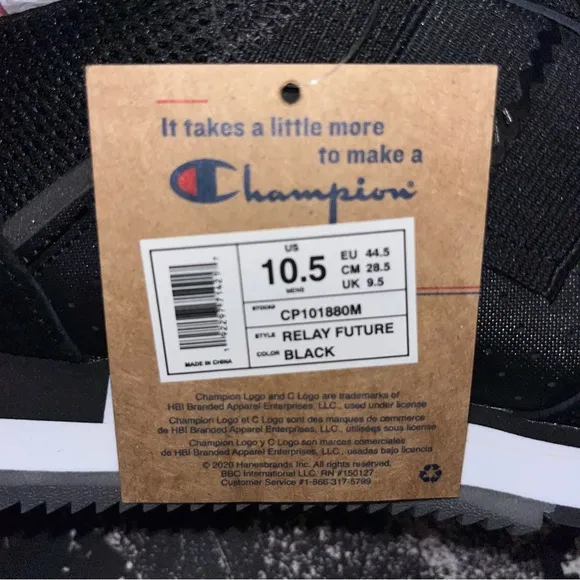 It takes a little more
to make a
Champion
US
10.5
MENS
EU 44.5
CM 28.5
UK 9.5
STOCK# CP101880M
STYLE RELAY FUTURE
COLOR BLACK
MADE IN CHINA
Champion Logo and C Logo are trademarks of
HBI Branded Apparel Enterprises, LLC., used under license
Champion Logo et C Logo sont des marques de commerce
de HBI Branded Apparel Enterprises, LLC., utilisées sous license
Champion Logo y C Logo son marcas comerciales
de HBI Branded Apparel Enterprises, LLC., usadas bajo licencia
© 2020 Hanesbrands Inc. All rights reserved.
BBC International LLC. RN #150127
Customer Service #1-866-317-5799